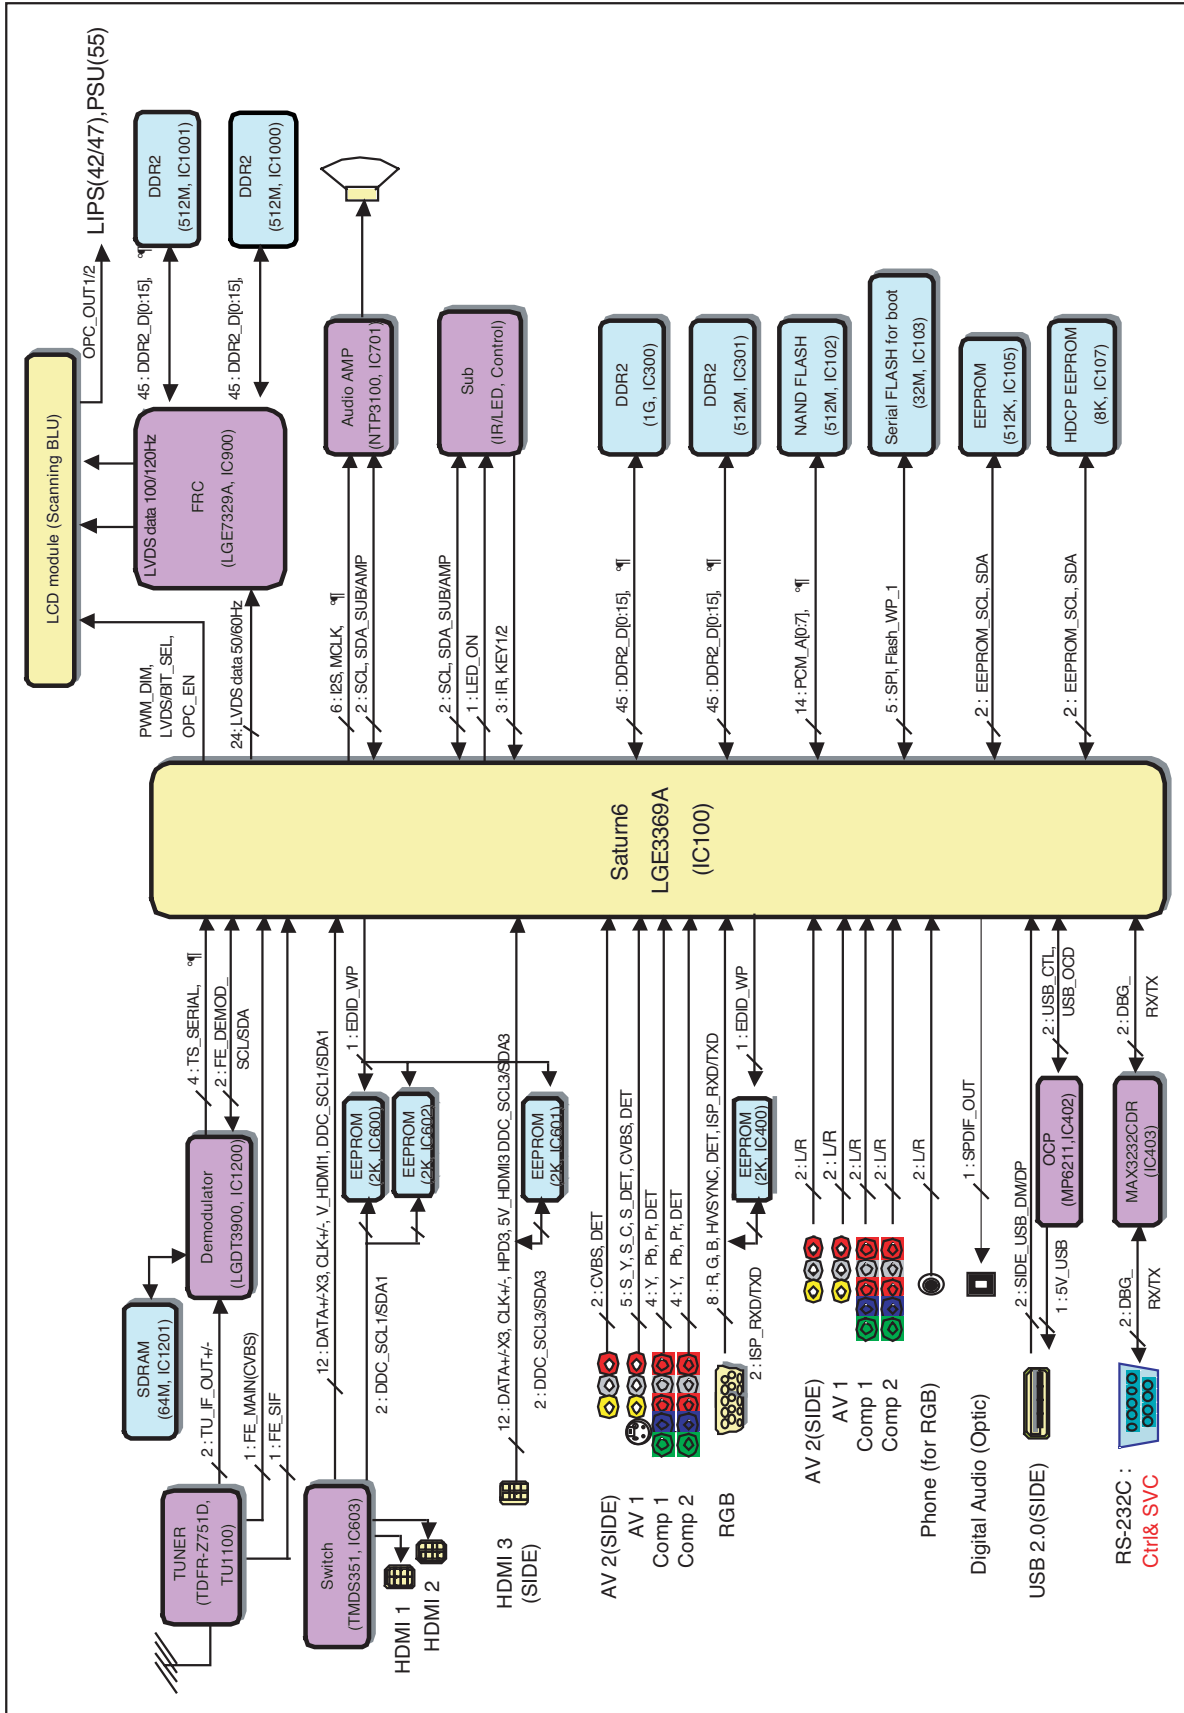 LCD module (Scanning BLU)
OPC_OUT1/2
LIPS(42/47),PSU(55)
PWM_DIM,
LVDS/BIT_SEL,
OPC_EN
24: LVDS data 50/60Hz
LVDS data 100/120Hz
FRC
(LGE7329A, IC900)
45 : DDR2_D[0:15],
DDR2
(512M, IC1001)
45 : DDR2_D[0:15],
DDR2
(512M, IC1000)
6 : I2S, MCLK,
2 : SCL, SDA_SUB/AMP
Audio AMP
(NTP3100, IC701)
2 : SCL, SDA_SUB/AMP
1 : LED_ON
3 : IR, KEY1/2
Sub
(IR/LED, Control)
45 : DDR2_D[0:15],
DDR2
(1G, IC300)
45 : DDR2_D[0:15],
DDR2
(512M, IC301)
14 : PCM_A[0:7],
NAND FLASH
(512M, IC102)
5 : SPI, Flash_WP_1
Serial FLASH for boot
(32M, IC103)
2 : EEPROM_SCL, SDA
EEPROM
(512K, IC105)
2 : EEPROM_SCL, SDA
HDCP EEPROM
(8K, IC107)
Saturn6
LGE3369A
(IC100)
TUNER
(TDFR-Z751D,
TU1100)
2 : TU_IF_OUT+/-
1 : FE_MAIN(CVBS)
1 : FE_SIF
SDRAM
(64M, IC1201)
Demodulator
(LGDT3900, IC1200)
4 : TS_SERIAL,
2 : FE_DEMOD_
SCL/SDA
Switch
(TMDS351, IC603)
HDMI 1
HDMI 2
12 : DATA+/-X3, CLK+/-, V_HDMI1, DDC_SCL1/SDA1
2 : DDC_SCL1/SDA1
1 : EDID_WP
EEPROM
(2K, IC600)
EEPROM
(2K, IC602)
HDMI 3
(SIDE)
12 : DATA+/-X3, CLK+/-, HPD3, 5V_HDMI3 DDC_SCL3/SDA3
2 : DDC_SCL3/SDA3
EEPROM
(2K, IC601)
AV 2(SIDE)
2 : CVBS, DET
AV 1
5 : S_Y, S_C, S_DET, CVBS, DET
Comp 1
4 : Y, Pb, Pr, DET
Comp 2
4 : Y, Pb, Pr, DET
RGB
8 : R, G, B, H/VSYNC, DET, ISP_RXD/TXD
2 : ISP_RXD/TXD
EEPROM
(2K, IC400)
1 : EDID_WP
AV 2(SIDE)
2 : L/R
AV 1
2 : L/R
Comp 1
2 : L/R
Comp 2
2 : L/R
Phone (for RGB)
2 : L/R
Digital Audio (Optic)
1 : SPDIF_OUT
USB 2.0(SIDE)
2 : SIDE_USB_DM/DP
1 : 5V_USB
OCP
(MP6211,IC402)
2 : USB_CTL,
USB_OCD
RS-232C :
Ctrl& SVC
2 : DBG_
RX/TX
MAX3232CDR
(IC403)
2 : DBG_
RX/TX